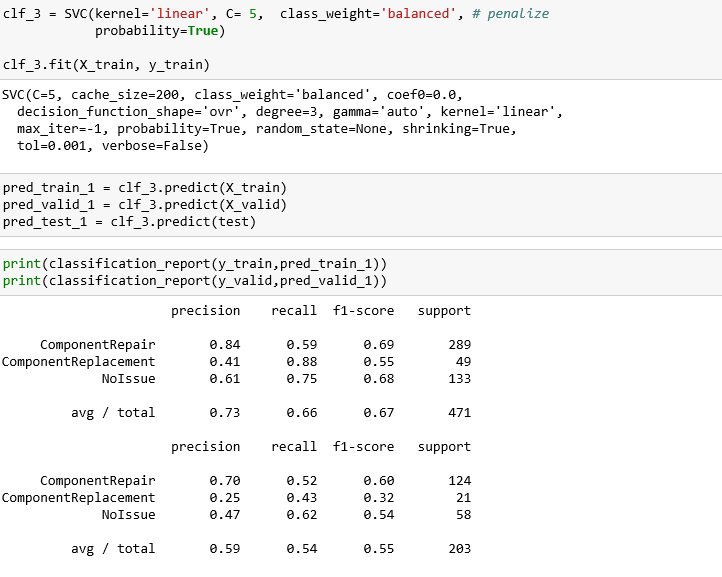 clf_3 = SVC(kernel='linear', C= 5,  class_weight='balanced', # penalize
            probability=True)
clf_3.fit(X_train, y_train)
SVC(C=5, cache_size=200, class_weight='balanced', coef0=0.0,
  decision_function_shape='ovr', degree=3, gamma='auto', kernel='linear',
  max_iter=-1, probability=True, random_state=None, shrinking=True,
  tol=0.001, verbose=False)
pred_train_1 = clf_3.predict(X_train)
pred_valid_1 = clf_3.predict(X_valid)
pred_test_1 = clf_3.predict(test)
print(classification_report(y_train,pred_train_1))
print(classification_report(y_valid,pred_valid_1))
                      precision    recall  f1-score   support
     ComponentRepair       0.84      0.59      0.69       289
ComponentReplacement       0.41      0.88      0.55        49
             NoIssue       0.61      0.75      0.68       133
         avg / total       0.73      0.66      0.67       471
                      precision    recall  f1-score   support
     ComponentRepair       0.70      0.52      0.60       124
ComponentReplacement       0.25      0.43      0.32        21
             NoIssue       0.47      0.62      0.54        58
         avg / total       0.59      0.54      0.55       203